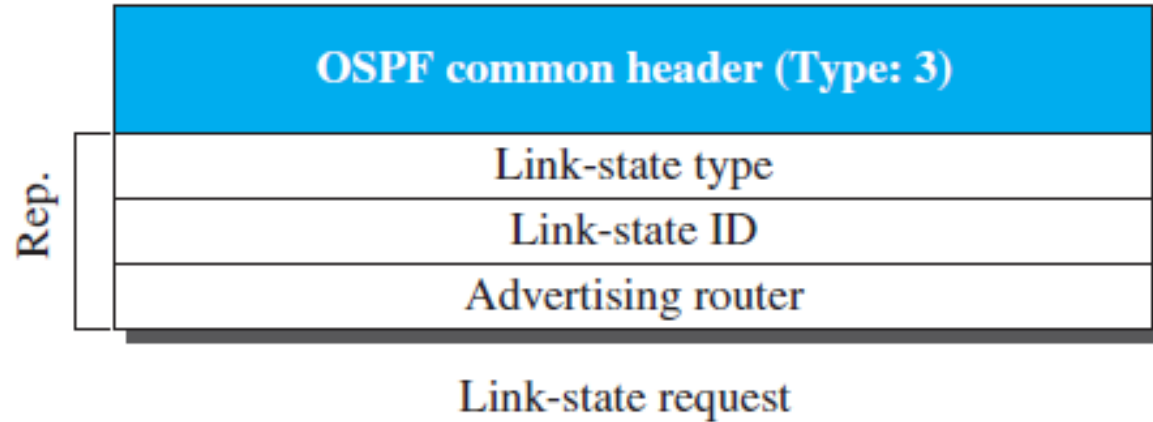 OSPF common header (Type: 3)
Rep.
Link-state type
Link-state ID
Advertising router
Link-state request